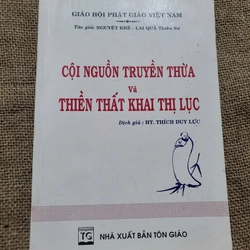 GIÁO HỘI PHẬT GIÁO VIỆT NAM
Tác giả: NGUYỆT KHÊ - LAI QUẢ Thiền Sư
CỘI NGUỒN TRUYỀN THỪA
và
THIỀN THẤT KHAI THỊ LỤC
Dịch giả: HT. THÍCH DUY LỰC
TG
NHÀ XUẤT BẢN TÔN GIÁO